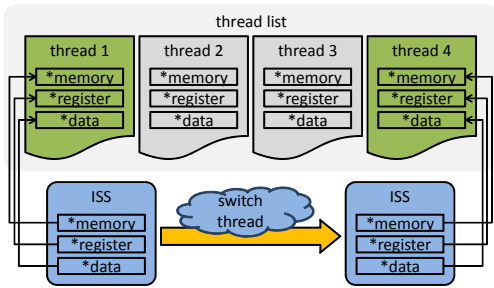 thread list
thread 1
*memory
*register
*data
thread 2
*memory
*register
*data
thread 3
*memory
*register
*data
thread 4
*memory
*register
*data
ISS
*memory
*register
*data
switch
thread
ISS
*memory
*register
*data